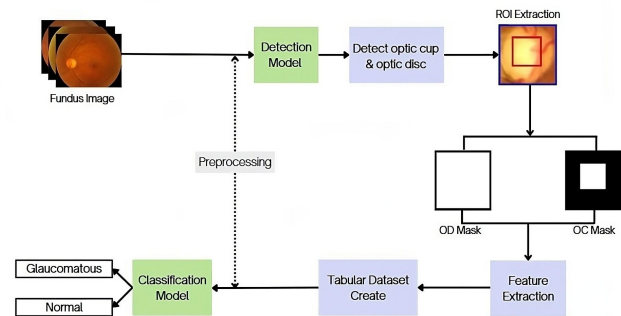 ROI Extraction
Detection
Model
Detect optic cup
& optic disc
Fundus Image
Preprocessing
OD Mask
OC Mask
Glaucomatous
Normal
Classification
Model
Tabular Dataset
Create
Feature
Extraction